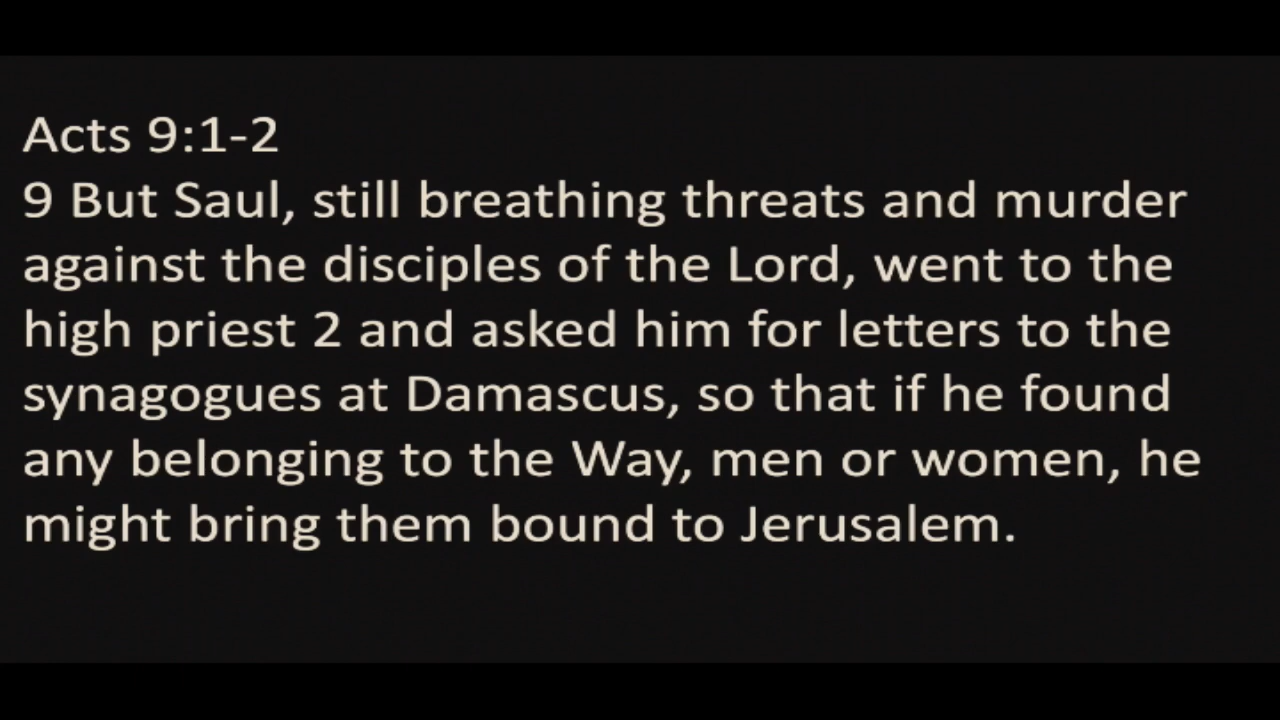 Acts 9:1-2
9 But Saul, still breathing threats and murder
against the disciples of the Lord, went to the
high priest 2 and asked him for letters to the
synagogues at Damascus, so that if he found
any belonging to the Way, men or women, he
might bring them bound to Jerusalem.